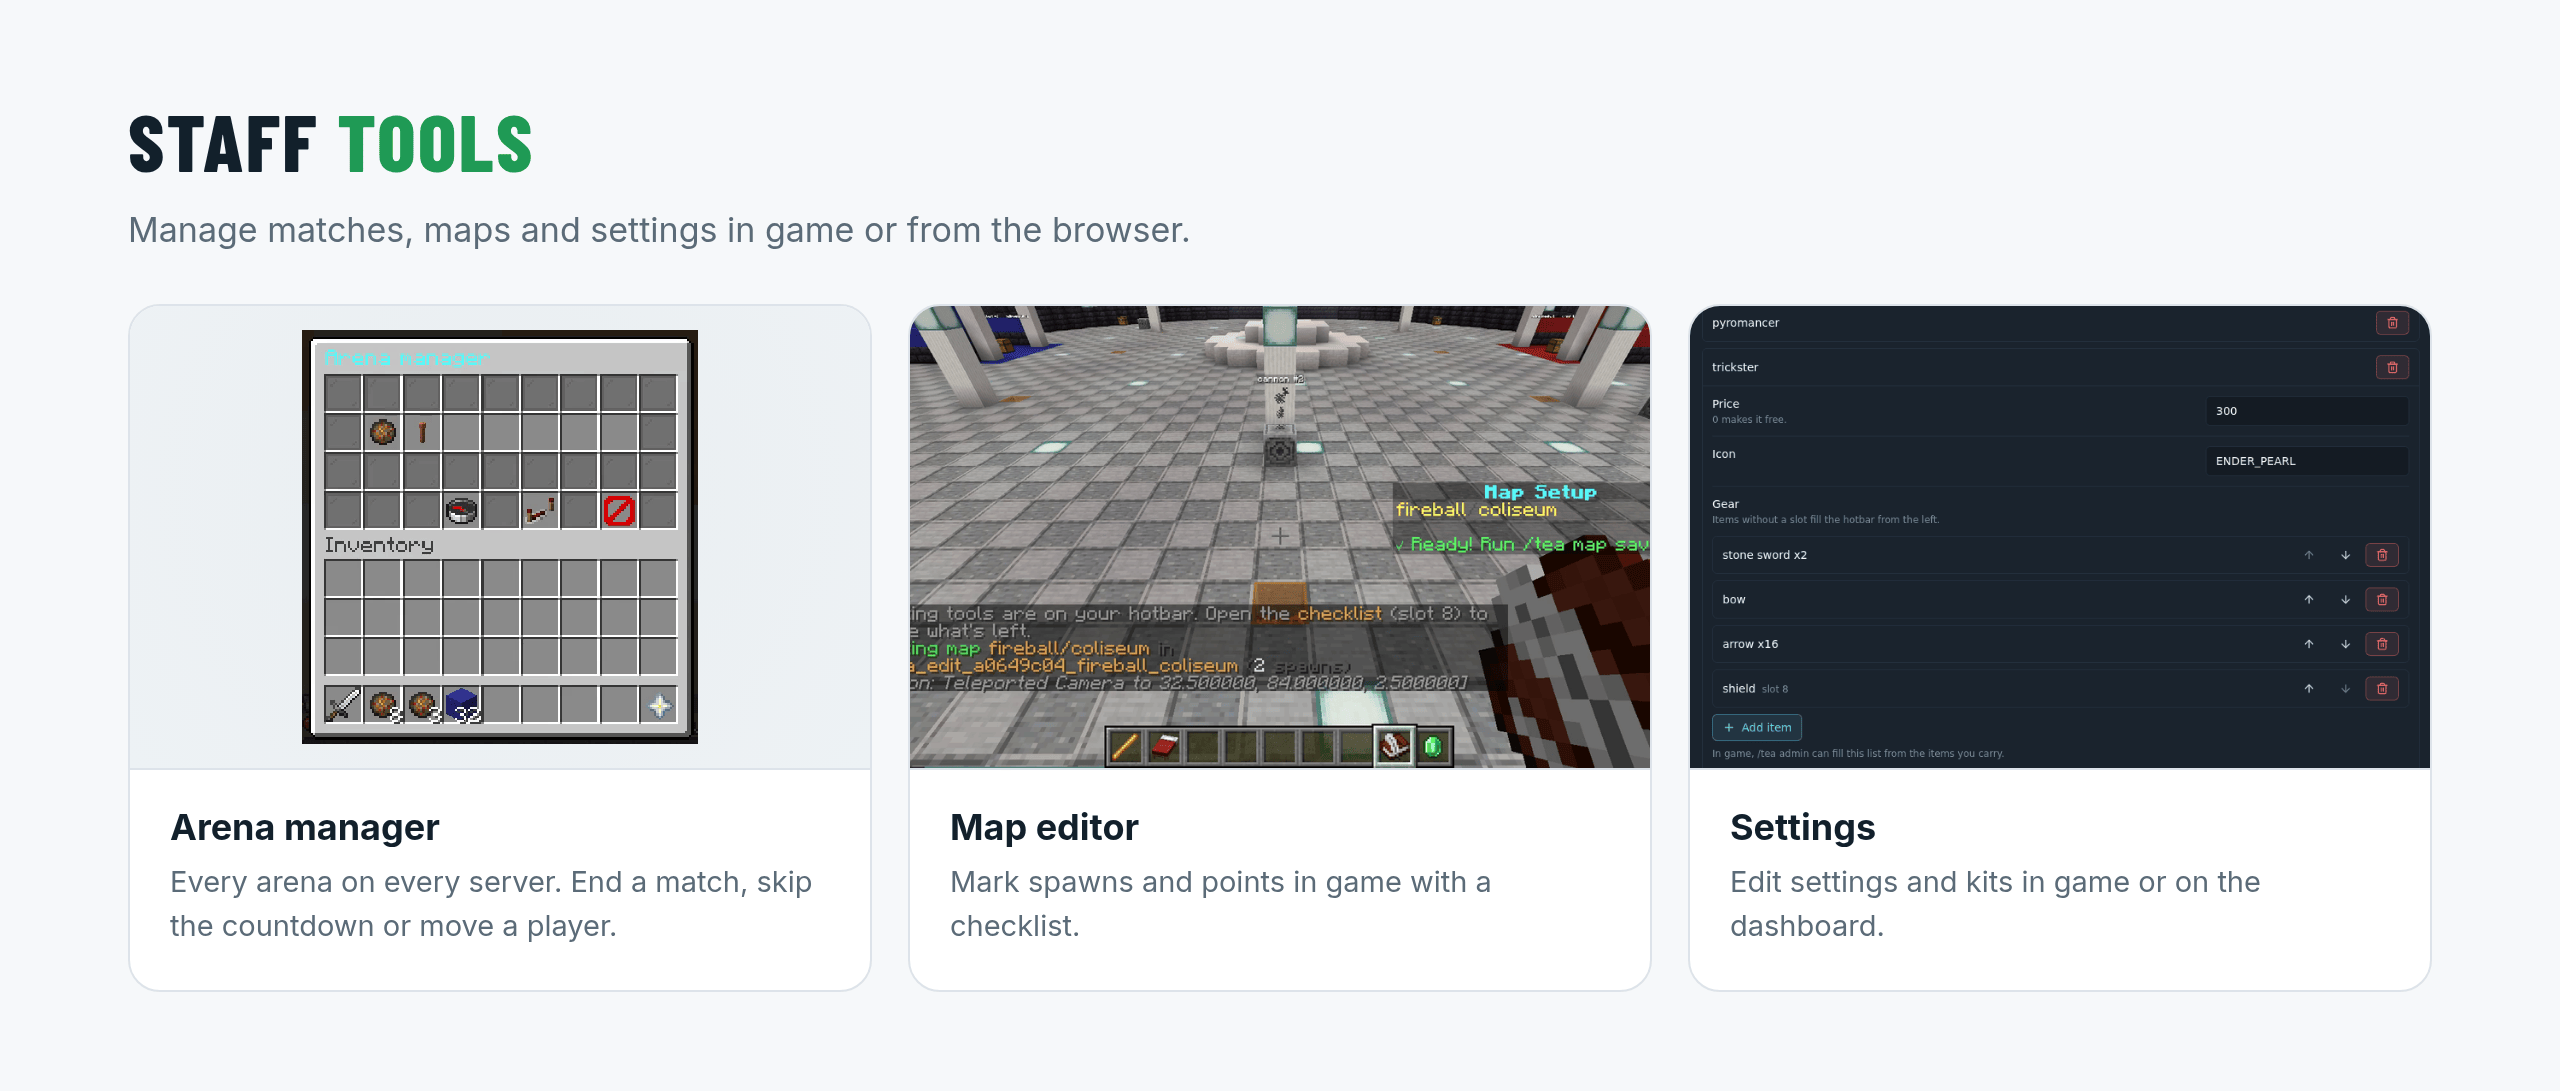 STAFF TOOLS
Manage matches, maps and settings in game or from the browser.
Arena manager
Inventory
8
3
32
Arena manager
Every arena on every server. End a match, skip
the countdown or move a player.
cannon #2
Map Setup
fireball coliseum
✓ Ready! Run /tea map sav
ing tools are on your hotbar. Open the checklist (slot 8) to
e what's left.
ing map fireball/coliseum in
a_edit_a0649c04_fireball_coliseum (2 spawns)
on: Teleported Camera to 32.500000, 84.000000, 2.500000]
Map editor
Mark spawns and points in game with a
checklist.
pyromancer
trickster
Price
0 makes it free.
300
Icon
ENDER_PEARL
Gear
Items without a slot fill the hotbar from the left.
stone sword x2
bow
arrow x16
shield slot 8
+ Add item
In game, /tea admin can fill this list from the items you carry.
Settings
Edit settings and kits in game or on the
dashboard.